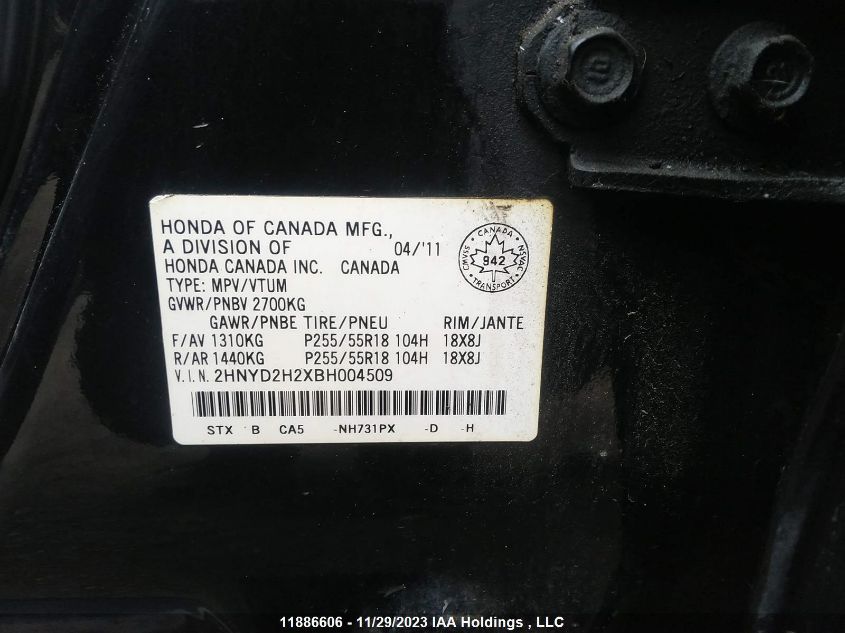 HONDA OF CANADA MFG.,
A DIVISION OF 04/'11
HONDA CANADA INC. CANADA
TYPE: MPV/VTUM
GVWR/PNBV 2700KG
GAWR/PNBE TIRE/PNEU RIM/JANTE
F/AV 1310KG P255/55R18 104H 18X8J
R/AR 1440KG P255/55R18 104H 18X8J
V.I.N. 2HNYD2H2XBH004509
STX B CA5 -NH731PX -D -H
CANADA
CMVSS 942 NSVAC
TRANSPORT
11886606 - 11/29/2023 IAA Holdings , LLC